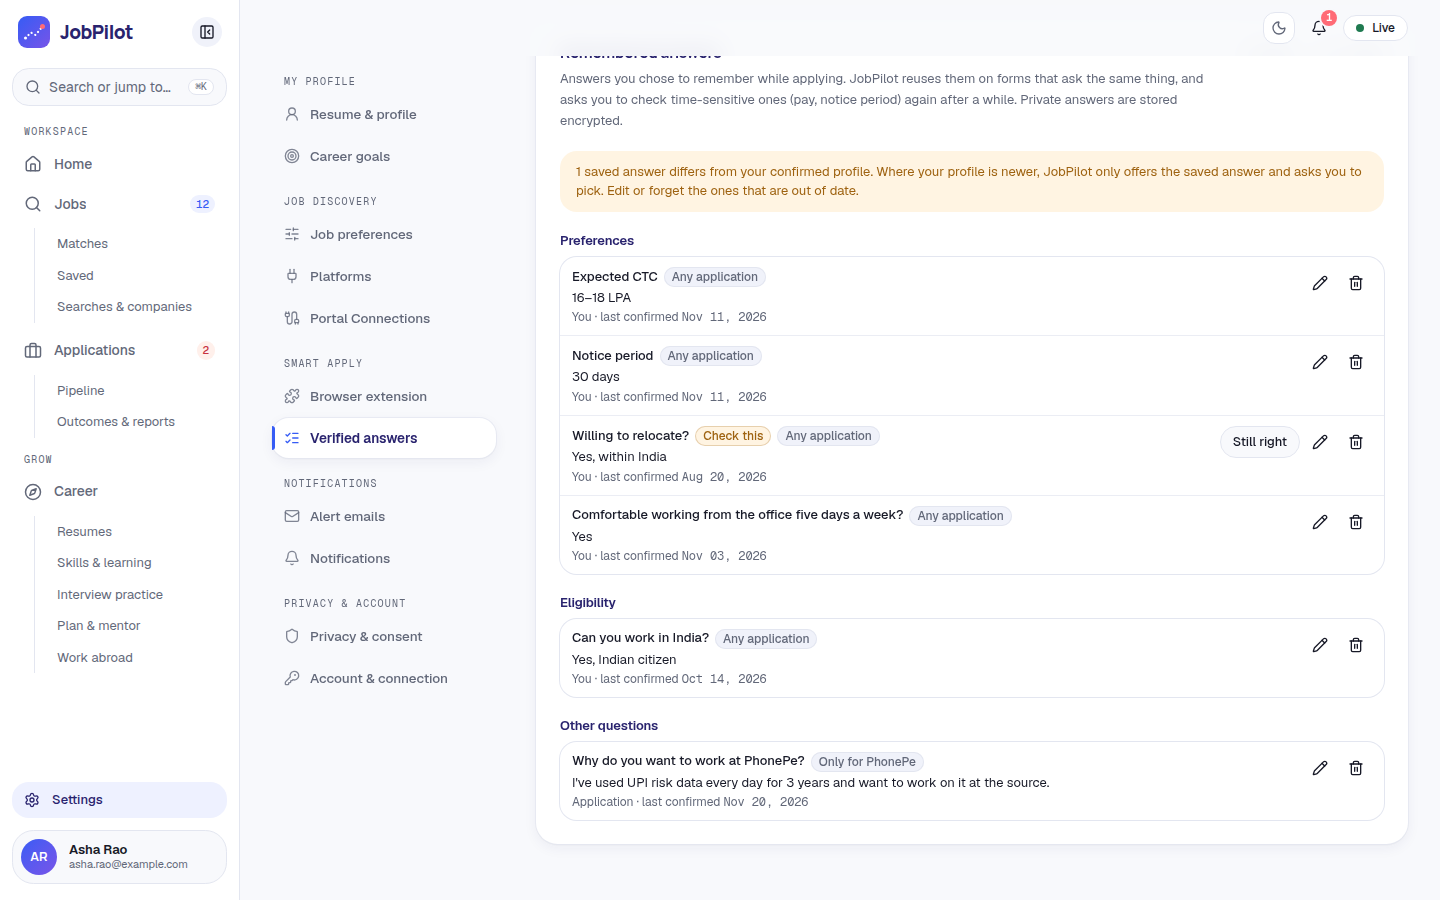 JobPilot
Search or jump to...
⌘K
WORKSPACE
Home
Jobs
12
Matches
Saved
Searches & companies
Applications
2
Pipeline
Outcomes & reports
GROW
Career
Resumes
Skills & learning
Interview practice
Plan & mentor
Work abroad
Settings
AR
Asha Rao
asha.rao@example.com
MY PROFILE
Resume & profile
Career goals
JOB DISCOVERY
Job preferences
Platforms
Portal Connections
SMART APPLY
Browser extension
Verified answers
NOTIFICATIONS
Alert emails
Notifications
PRIVACY & ACCOUNT
Privacy & consent
Account & connection
1
Live
Remembered answers
Answers you chose to remember while applying. JobPilot reuses them on forms that ask the same thing, and
asks you to check time-sensitive ones (pay, notice period) again after a while. Private answers are stored
encrypted.
1 saved answer differs from your confirmed profile. Where your profile is newer, JobPilot only offers the saved answer and asks you to
pick. Edit or forget the ones that are out of date.
Preferences
Expected CTC Any application
16–18 LPA
You · last confirmed Nov 11, 2026
Notice period Any application
30 days
You · last confirmed Nov 11, 2026
Willing to relocate? Check this Any application
Still right
Yes, within India
You · last confirmed Aug 20, 2026
Comfortable working from the office five days a week? Any application
Yes
You · last confirmed Nov 03, 2026
Eligibility
Can you work in India? Any application
Yes, Indian citizen
You · last confirmed Oct 14, 2026
Other questions
Why do you want to work at PhonePe? Only for PhonePe
I've used UPI risk data every day for 3 years and want to work on it at the source.
Application · last confirmed Nov 20, 2026